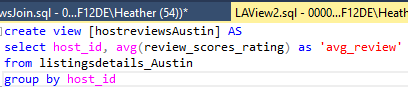 ewsJoin.sql - 0...F12DE\Heather (54))*
LAView2.sql - 0000...F12DE\Heather
create view [hostreviewsAustin] AS
select host_id, avg(review_scores_rating) as 'avg_review'
from listingsdetails_Austin
group by host_id